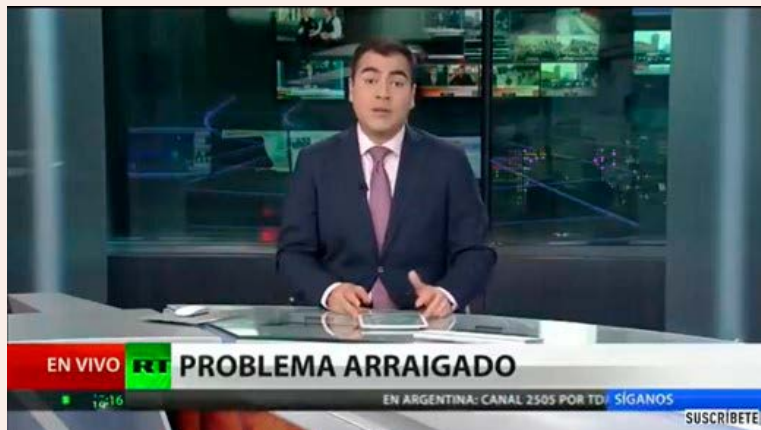 EN VIVO RT PROBLEMA ARRAIGADO
EN ARGENTINA: CANAL 2505 POR TDA SÍGANOS
SUSCRÍBETE